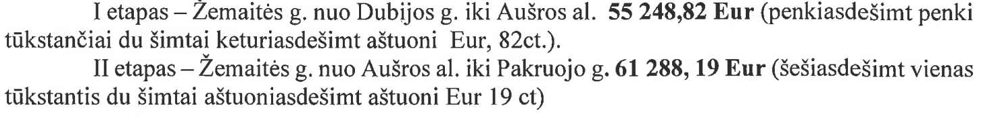 I etapas – Žemaitės g. nuo Dubijos g. iki Aušros al. 55 248,82 Eur (penkiasdešimt penki
tūkstančiai du šimtai keturiasdešimt aštuoni Eur, 82ct.).
II etapas – Žemaitės g. nuo Aušros al. iki Pakruojo g. 61 288, 19 Eur (šešiasdešimt vienas
tūkstantis du šimtai aštuoniasdešimt aštuoni Eur 19 ct)